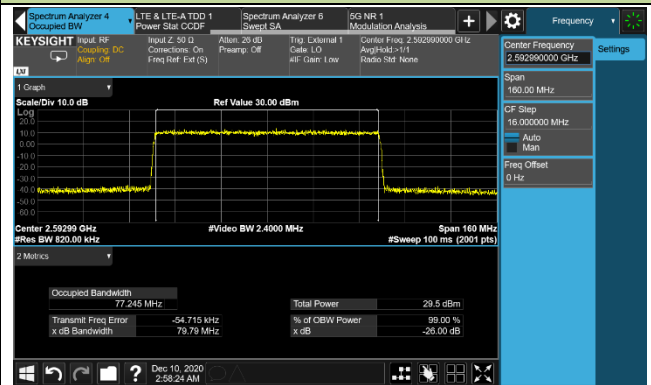 Spectrum Analyzer 4
Occupied BW
LTE & LTE-A TDD 1
Power Stat CCDF
Spectrum Analyzer 6
Swept SA
5G NR 1
Modulation Analysis
Frequency
KEYSIGHT
Input: RF
Coupling: DC
Align: Off
Input Z: 50 Ω
Corrections: On
Freq Ref: Ext (S)
Atten: 26 dB
Preamp: Off
Trig: External 1
Gate: LO
#IF Gain: Low
Center Freq: 2.592990000 GHz
Avg|Hold:>1/1
Radio Std: None
LXI
Center Frequency
2.592990000 GHz
Settings
Span
160.00 MHz
CF Step
16.000000 MHz
Auto
Man
Freq Offset
0 Hz
1 Graph
Scale/Div 10.0 dB
Ref Value 30.00 dBm
Log
20.0
10.0
0.00
-10.0
-20.0
-30.0
-40.0
-50.0
-60.0
Center 2.59299 GHz
#Video BW 2.4000 MHz
Span 160 MHz
#Res BW 820.00 kHz
#Sweep 100 ms (2001 pts)
2 Metrics
Occupied Bandwidth
77.245 MHz
Total Power
29.5 dBm
Transmit Freq Error
-54.715 kHz
% of OBW Power
99.00 %
x dB Bandwidth
79.79 MHz
x dB
-26.00 dB
Dec 10, 2020
2:58:24 AM